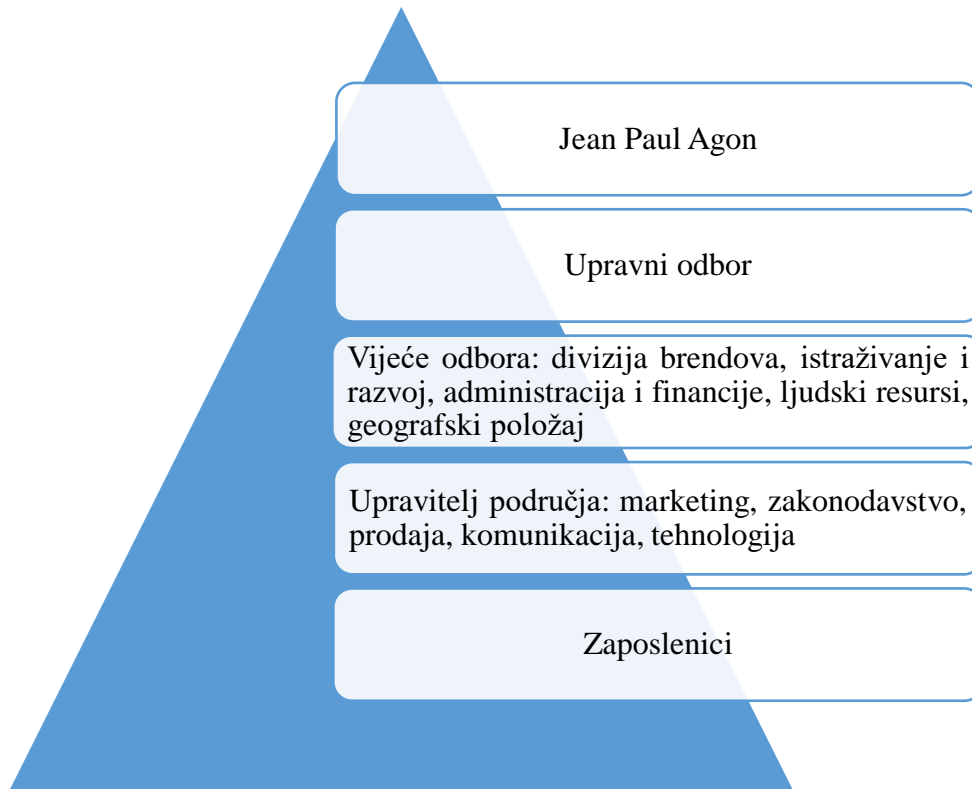 Jean Paul Agon
Upravni odbor
Vijeće odbora: divizija brendova, istraživanje i
razvoj, administracija i financije, ljudski resursi,
geografski položaj
Upravitelj područja: marketing, zakonodavstvo,
prodaja, komunikacija, tehnologija
Zaposlenici